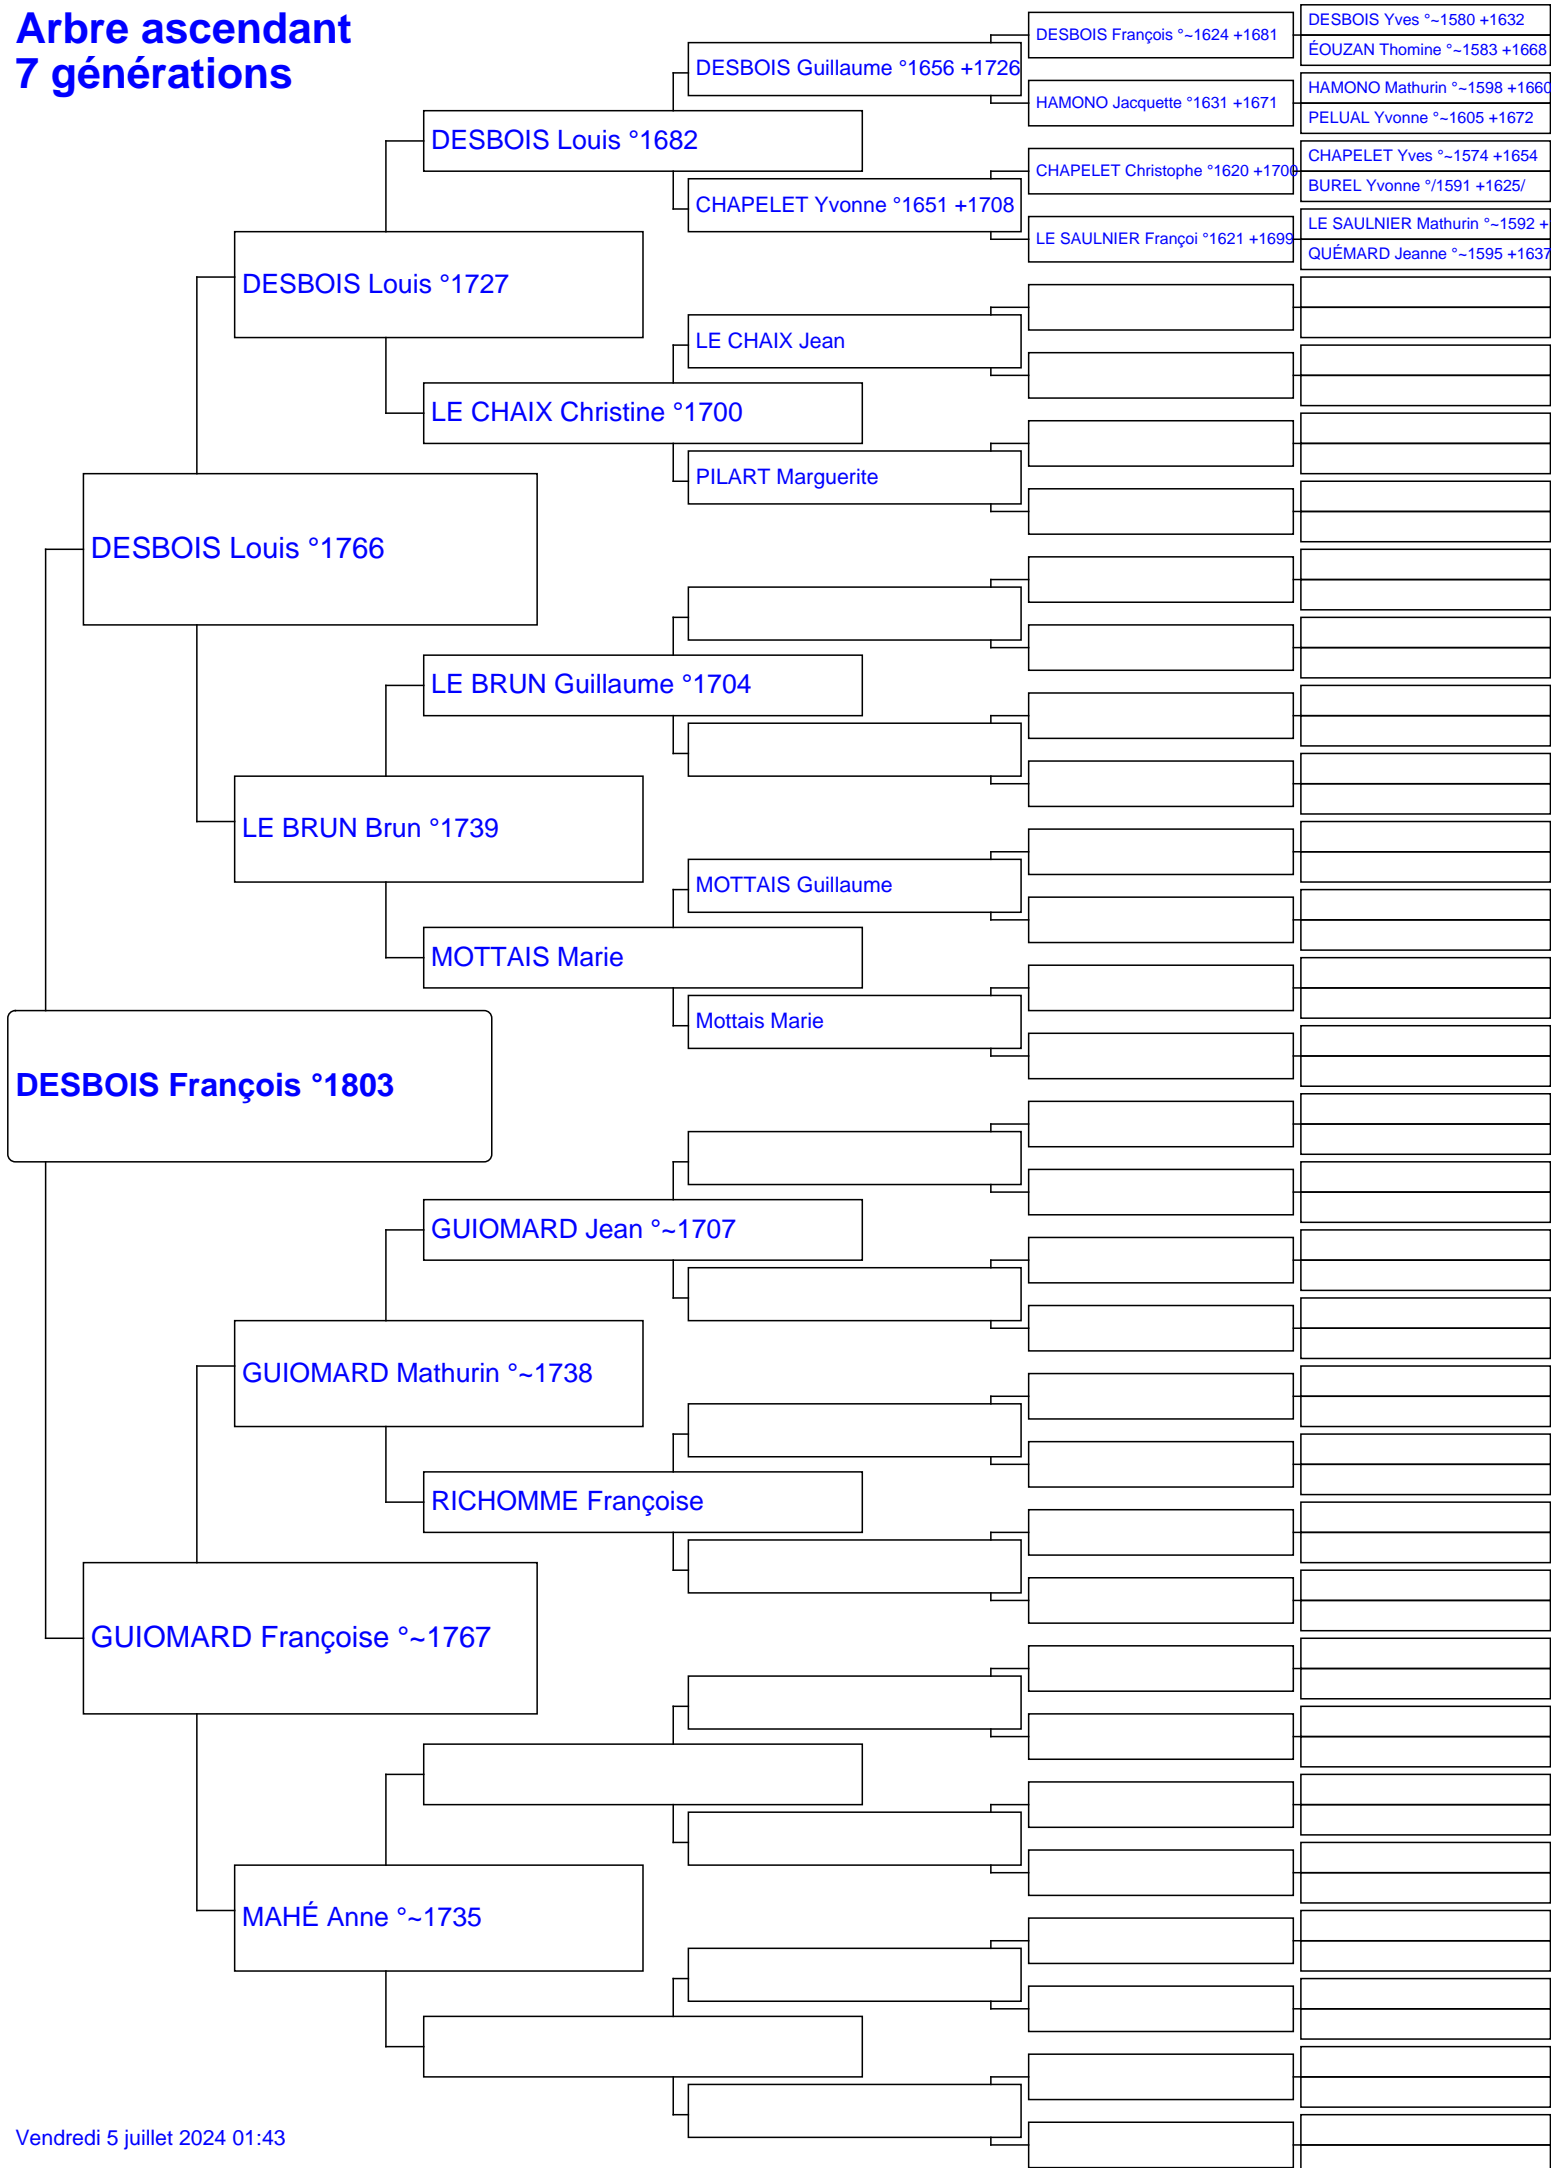 Arbre ascendant
7 générations
DESBOIS François °1803
DESBOIS Louis °1766
GUIOMARD Françoise °~1767
DESBOIS Louis °1727
LE BRUN Brun °1739
GUIOMARD Mathurin °~1738
MAHÉ Anne °~1735
DESBOIS Louis °1682
LE CHAIX Christine °1700
LE BRUN Guillaume °1704
MOTTAIS Marie
GUIOMARD Jean °~1707
RICHOMME Françoise
DESBOIS Guillaume °1656 +1726
CHAPELET Yvonne °1651 +1708
LE CHAIX Jean
PILART Marguerite
MOTTAIS Guillaume
Mottais Marie
DESBOIS François °~1624 +1681
HAMONO Jacquette °1631 +1671
CHAPELET Christophe °1620 +1700
LE SAULNIER Françoi °1621 +1699
DESBOIS Yves °~1580 +1632
ÉOUZAN Thomine °~1583 +1668
HAMONO Mathurin °~1598 +1660
PELUAL Yvonne °~1605 +1672
CHAPELET Yves °~1574 +1654
BUREL Yvonne °/1591 +1625/
LE SAULNIER Mathurin °~1592 +
QUÉMARD Jeanne °~1595 +1637
Vendredi 5 juillet 2024 01:43